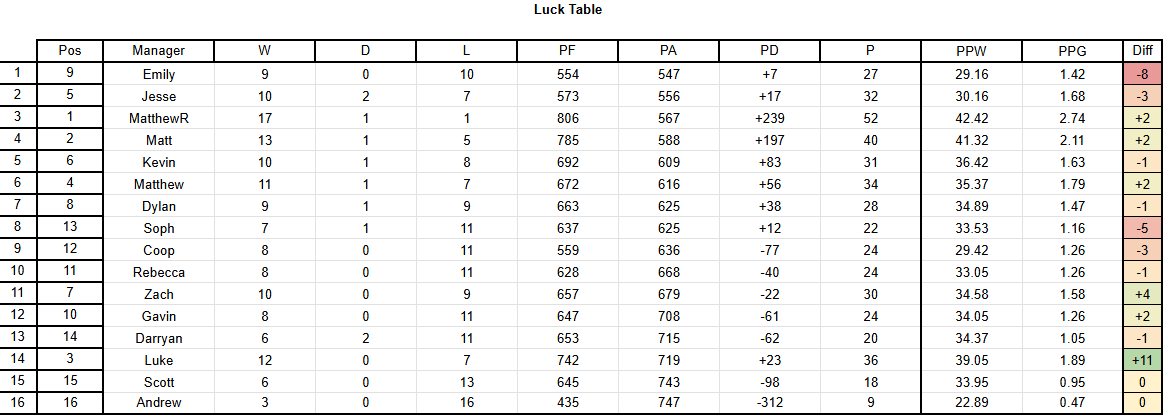 Luck Table
Pos Manager W D L PF PA PD P PPW PPG Diff
1 9 Emily 9 0 10 554 547 +7 27 29.16 1.42 -8
2 5 Jesse 10 2 7 573 556 +17 32 30.16 1.68 -3
3 1 MatthewR 17 1 1 806 567 +239 52 42.42 2.74 +2
4 2 Matt 13 1 5 785 588 +197 40 41.32 2.11 +2
5 6 Kevin 10 1 8 692 609 +83 31 36.42 1.63 -1
6 4 Matthew 11 1 7 672 616 +56 34 35.37 1.79 +2
7 8 Dylan 9 1 9 663 625 +38 28 34.89 1.47 -1
8 13 Soph 7 1 11 637 625 +12 22 33.53 1.16 -5
9 12 Coop 8 0 11 559 636 -77 24 29.42 1.26 -3
10 11 Rebecca 8 0 11 628 668 -40 24 33.05 1.26 -1
11 7 Zach 10 0 9 657 679 -22 30 34.58 1.58 +4
12 10 Gavin 8 0 11 647 708 -61 24 34.05 1.26 +2
13 14 Darryan 6 2 11 653 715 -62 20 34.37 1.05 -1
14 3 Luke 12 0 7 742 719 +23 36 39.05 1.89 +11
15 15 Scott 6 0 13 645 743 -98 18 33.95 0.95 0
16 16 Andrew 3 0 16 435 747 -312 9 22.89 0.47 0